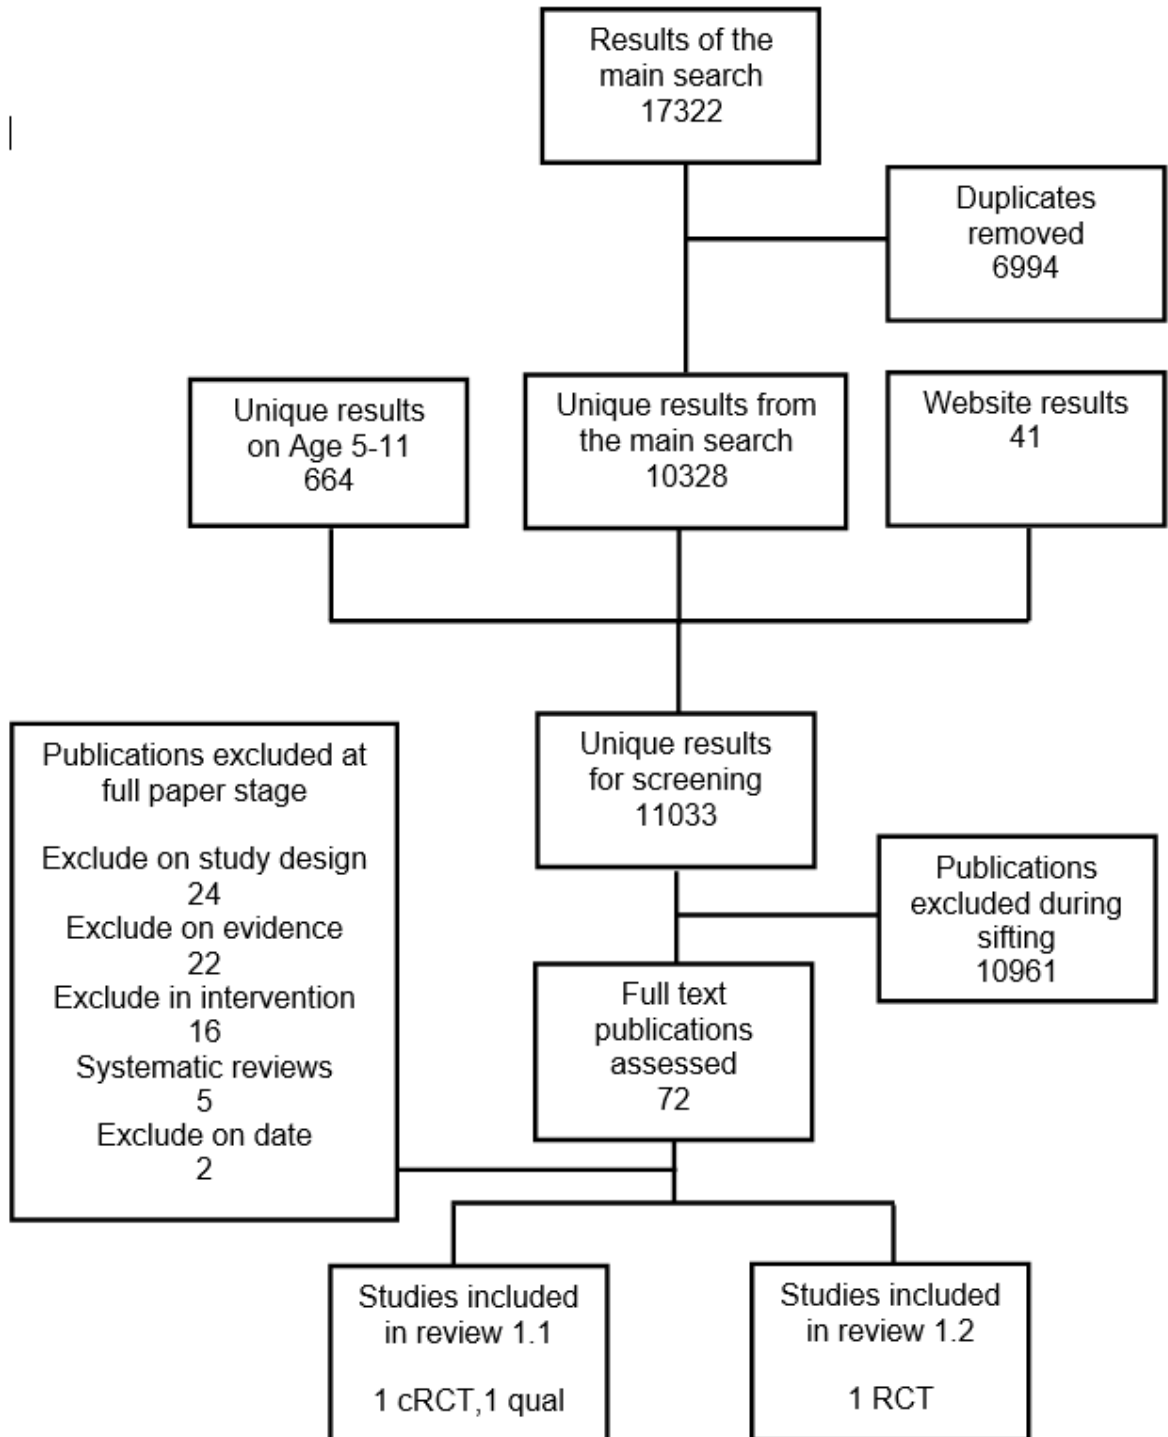 Results of the
main search
17322
Duplicates
removed
6994
Unique results
on Age 5-11
664
Unique results from
the main search
10328
Website results
41
Unique results
for screening
11033
Publications
excluded during
sifting
10961
Publications excluded at
full paper stage
Exclude on study design
24
Exclude on evidence
22
Exclude in intervention
16
Systematic reviews
5
Exclude on date
2
Full text
publications
assessed
72
Studies included
in review 1.1
1 cRCT,1 qual
Studies included
in review 1.2
1 RCT